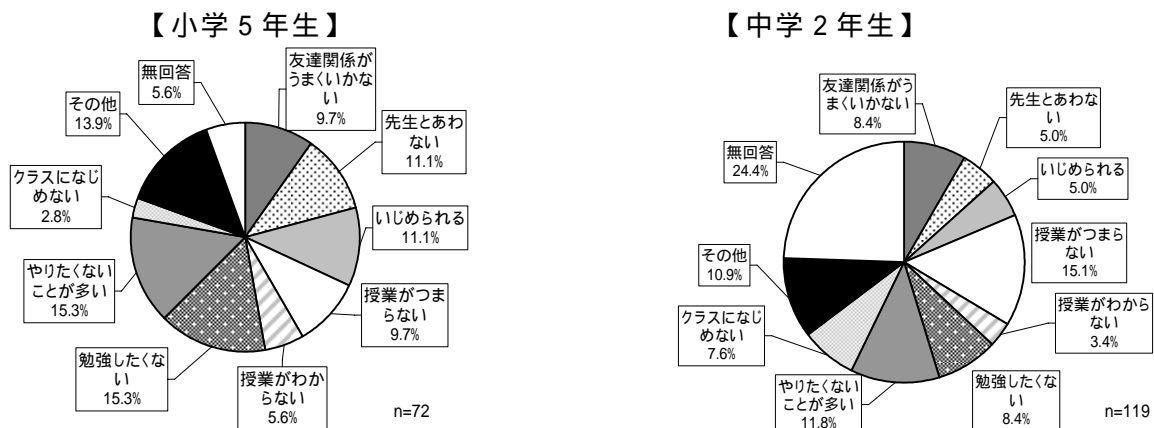 【小学５年生】
無回答
5.6%
友達関係が
うまくいかな
い
9.7%
先生とあわ
ない
11.1%
いじめられる
11.1%
授業がつま
らない
9.7%
授業がわか
らない
5.6%
勉強したくな
い
15.3%
やりたくない
ことが多い
15.3%
クラスになじ
めない
2.8%
その他
13.9%
n=72
【中学２年生】
友達関係がう
まくいかない
8.4%
先生とあわな
い
5.0%
いじめられる
5.0%
授業がつまら
ない
15.1%
授業がわから
ない
3.4%
勉強したくな
い
8.4%
やりたくない
ことが多い
11.8%
クラスになじ
めない
7.6%
その他
10.9%
無回答
24.4%
n=119